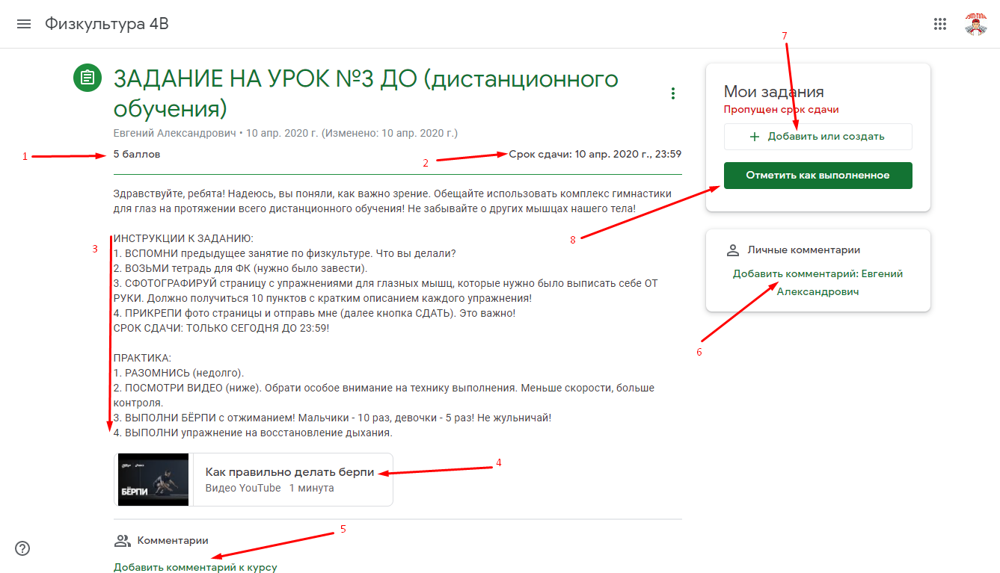 Физкультура 4В
7
ЗАДАНИЕ НА УРОК №3 ДО (дистанционного
обучения)
Евгений Александрович • 10 апр. 2020 г. (Изменено: 10 апр. 2020 г.)
1
5 баллов
2
Срок сдачи: 10 апр. 2020 г., 23:59
Здравствуйте, ребята! Надеюсь, вы поняли, как важно зрение. Обещайте использовать комплекс гимнастики
для глаз на протяжении всего дистанционного обучения! Не забывайте о других мышцах нашего тела!
3
ИНСТРУКЦИИ К ЗАДАНИЮ:
1. ВСПОМНИ предыдущее занятие по физкультуре. Что вы делали?
2. ВОЗЬМИ тетрадь для ФК (нужно было завести).
3. СФОТОГРАФИРУЙ страницу с упражнениями для глазных мышц, которые нужно было выписать себе ОТ
РУКИ. Должно получиться 10 пунктов с кратким описанием каждого упражнения!
4. ПРИКРЕПИ фото страницы и отправь мне (далее кнопка СДАТЬ). Это важно!
СРОК СДАЧИ: ТОЛЬКО СЕГОДНЯ ДО 23:59!
ПРАКТИКА:
1. РАЗОМНИСЬ (недолго).
2. ПОСМОТРИ ВИДЕО (ниже). Обрати особое внимание на технику выполнения. Меньше скорости, больше
контроля.
3. ВЫПОЛНИ БЁРПИ с отжиманием! Мальчики - 10 раз, девочки - 5 раз! Не жульничай!
4. ВЫПОЛНИ упражнение на восстановление дыхания.
БЁРПИ
Как правильно делать берпи
Видео YouTube 1 минута
4
Комментарии
5
Добавить комментарий к курсу
Мои задания
Пропущен срок сдачи
+ Добавить или создать
Отметить как выполненное
8
Личные комментарии
Добавить комментарий: Евгений
Александрович
6